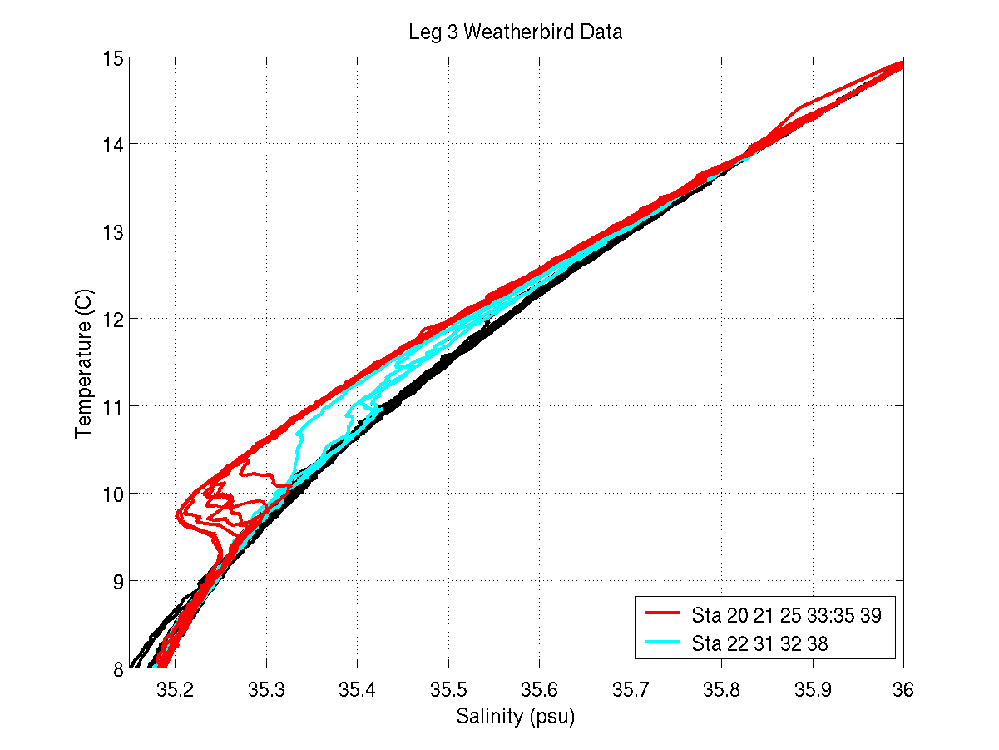 Leg 3 Weatherbird Data
15
14
13
12
11
10
9
8
Temperature (C)
35.2 35.3 35.4 35.5 35.6 35.7 35.8 35.9 36
Salinity (psu)
Sta 20 21 25 33:35 39
Sta 22 31 32 38